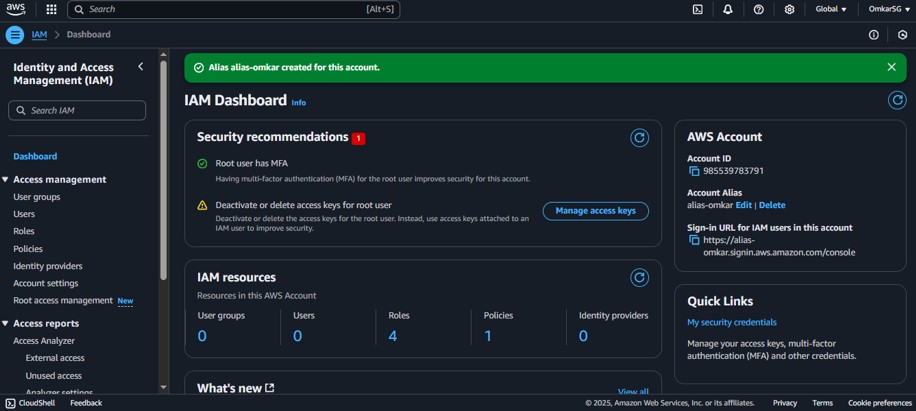 aws
Search [Alt+S]
Global
OmkarSG
IAM > Dashboard
Identity and Access
Management (IAM)
Search IAM
Dashboard
Access management
User groups
Users
Roles
Policies
Identity providers
Account settings
Root access management New
Access reports
Access Analyzer
External access
Unused access
Analyzer settings
Alias alias-omkar created for this account.
IAM Dashboard Info
Security recommendations 1
Root user has MFA
Having multi-factor authentication (MFA) for the root user improves security for this account.
Deactivate or delete access keys for root user
Deactivate or delete the access keys for the root user. Instead, use access keys attached to an
IAM user to improve security.
Manage access keys
IAM resources
Resources in this AWS Account
User groups Users Roles Policies Identity providers
0 0 4 1 0
What's new
View all
AWS Account
Account ID
985539783791
Account Alias
alias-omkar Edit | Delete
Sign-in URL for IAM users in this account
https://alias-
omkar.signin.aws.amazon.com/console
Quick Links
My security credentials
Manage your access keys, multi-factor
authentication (MFA) and other credentials.
CloudShell Feedback © 2025, Amazon Web Services, Inc. or its affiliates. Privacy Terms Cookie preferences